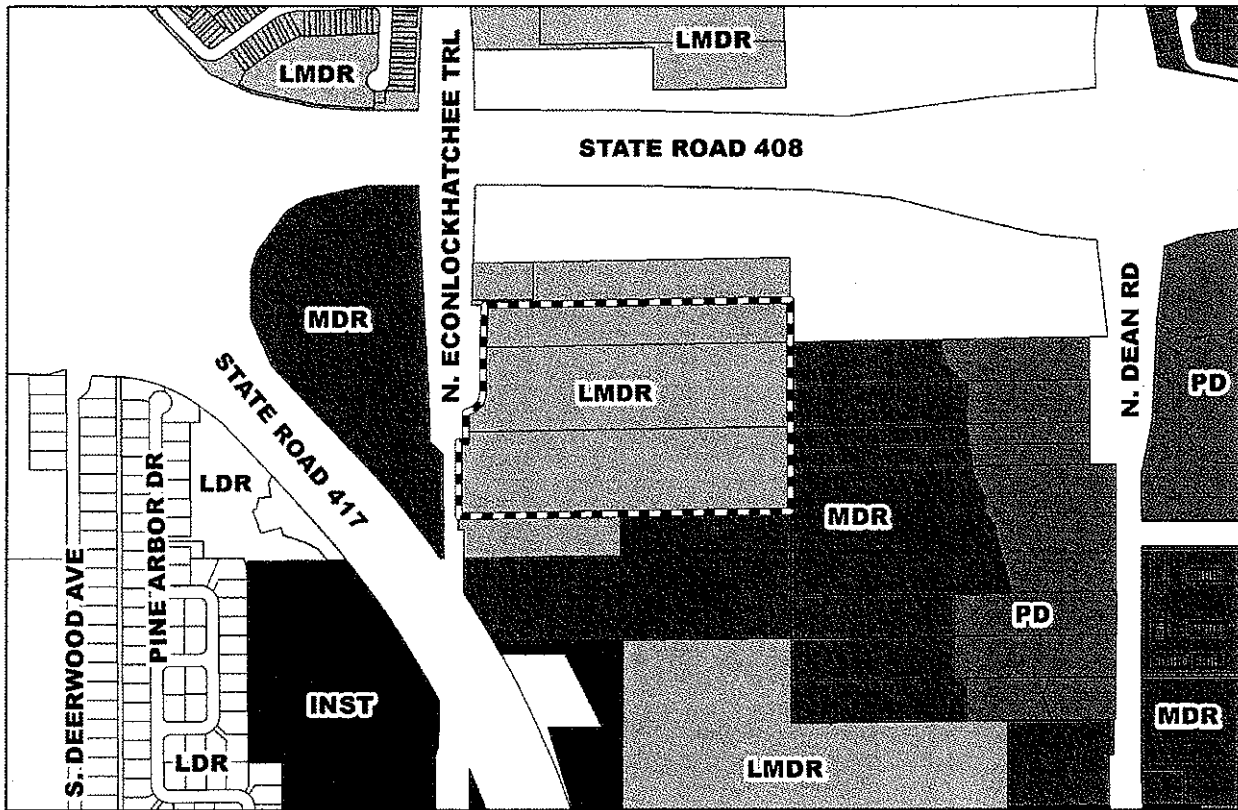 LMDR
LMDR
N. ECONLOCKHATCHEE TRL
STATE ROAD 408
MDR
N. DEAN RD
PD
LMDR
STATE ROAD 417
LDR
MDR
S. DEERWOOD AVE
PINE ARBOR DR
PD
INST
MDR
LDR
LMDR